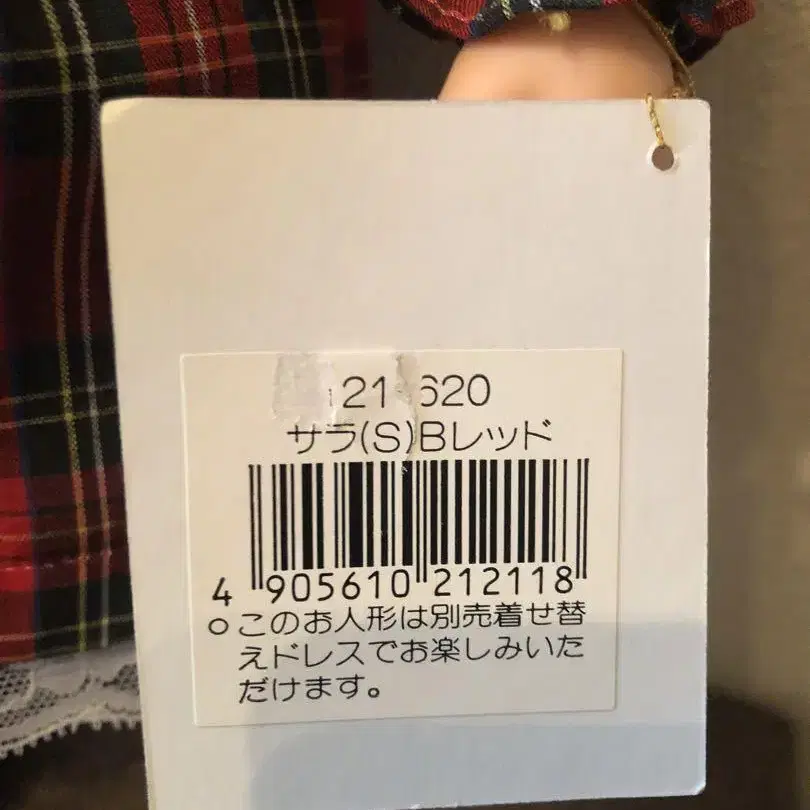 21 620
サラ(S)Bレッド
4 905610 212118
○このお人形は別売着せ替
えドレスでお楽しみいた
だけます。